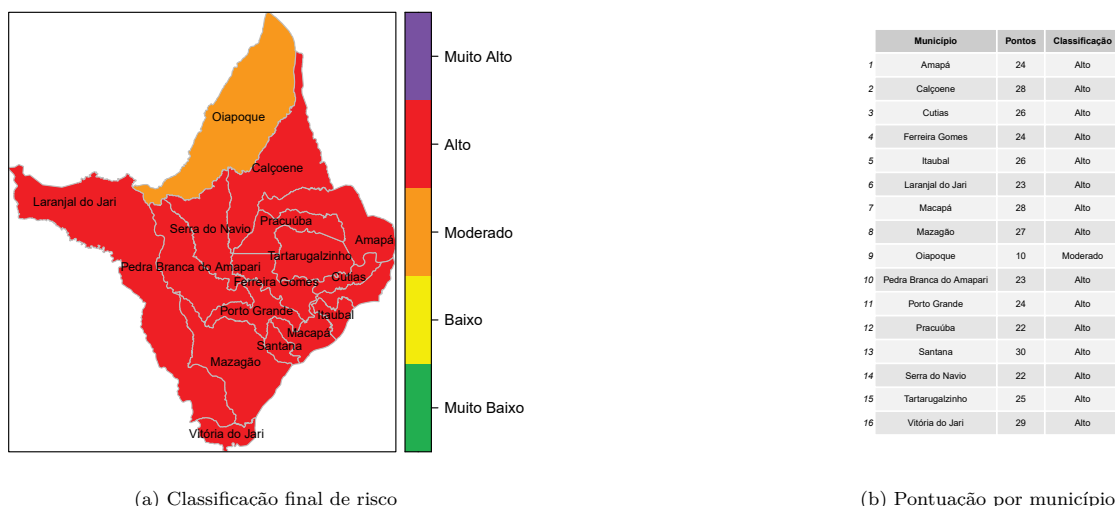 Muito Alto
Alto
Moderado
Baixo
Muito Baixo
Oiapoque
Calçoene
Laranjal do Jari
Pracuúba
Serra do Navio
Amapá
Tartarugalzinho
Pedra Branca do Amapari
Cutias
Ferreira Gomes
Porto Grande
Itaubal
Macapá
Santana
Mazagão
Vitória do Jari
(a) Classificação final de risco
Município Pontos Classificação
1 Amapá 24 Alto
2 Calçoene 28 Alto
3 Cutias 26 Alto
4 Ferreira Gomes 24 Alto
5 Itaubal 26 Alto
6 Laranjal do Jari 23 Alto
7 Macapá 28 Alto
8 Mazagão 27 Alto
9 Oiapoque 10 Moderado
10 Pedra Branca do Amapari 23 Alto
11 Porto Grande 24 Alto
12 Pracuúba 22 Alto
13 Santana 30 Alto
14 Serra do Navio 22 Alto
15 Tartarugalzinho 25 Alto
16 Vitória do Jari 29 Alto
(b) Pontuação por município